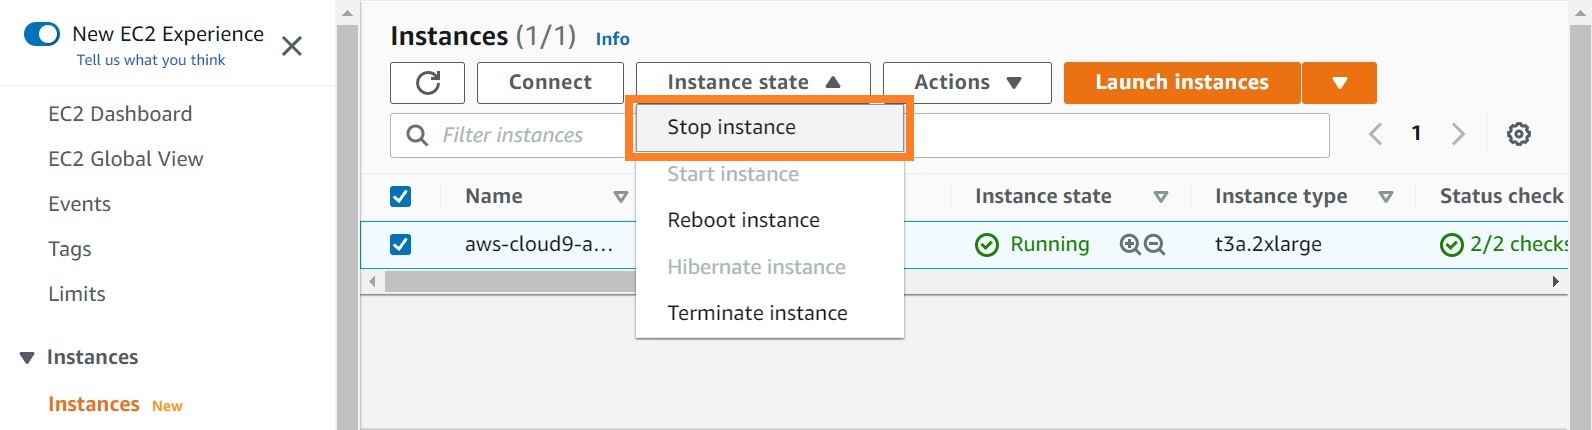 New EC2 Experience
Tell us what you think
EC2 Dashboard
EC2 Global View
Events
Tags
Limits
Instances
Instances New
Instances (1/1) Info
Connect Instance state Actions Launch instances
Filter instances 1
Stop instance
Start instance
Reboot instance
Hibernate instance
Terminate instance
Name Instance state Instance type Status check
aws-cloud9-a... Running t3a.2xlarge 2/2 checks